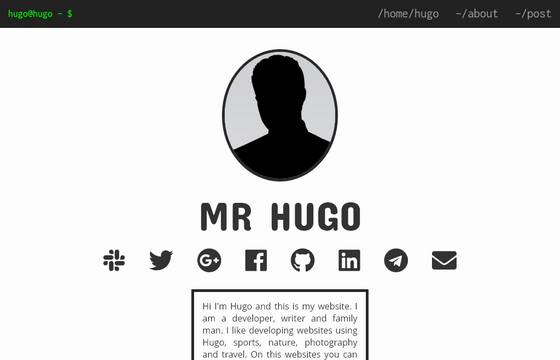 hugo@hugo ~ $
/home/hugo ~/about ~/post
MR HUGO
Hi I'm Hugo and this is my website. I
am a developer, writer and family
man. I like developing websites using
Hugo, sports, nature, photography
and travel. On this websites you can